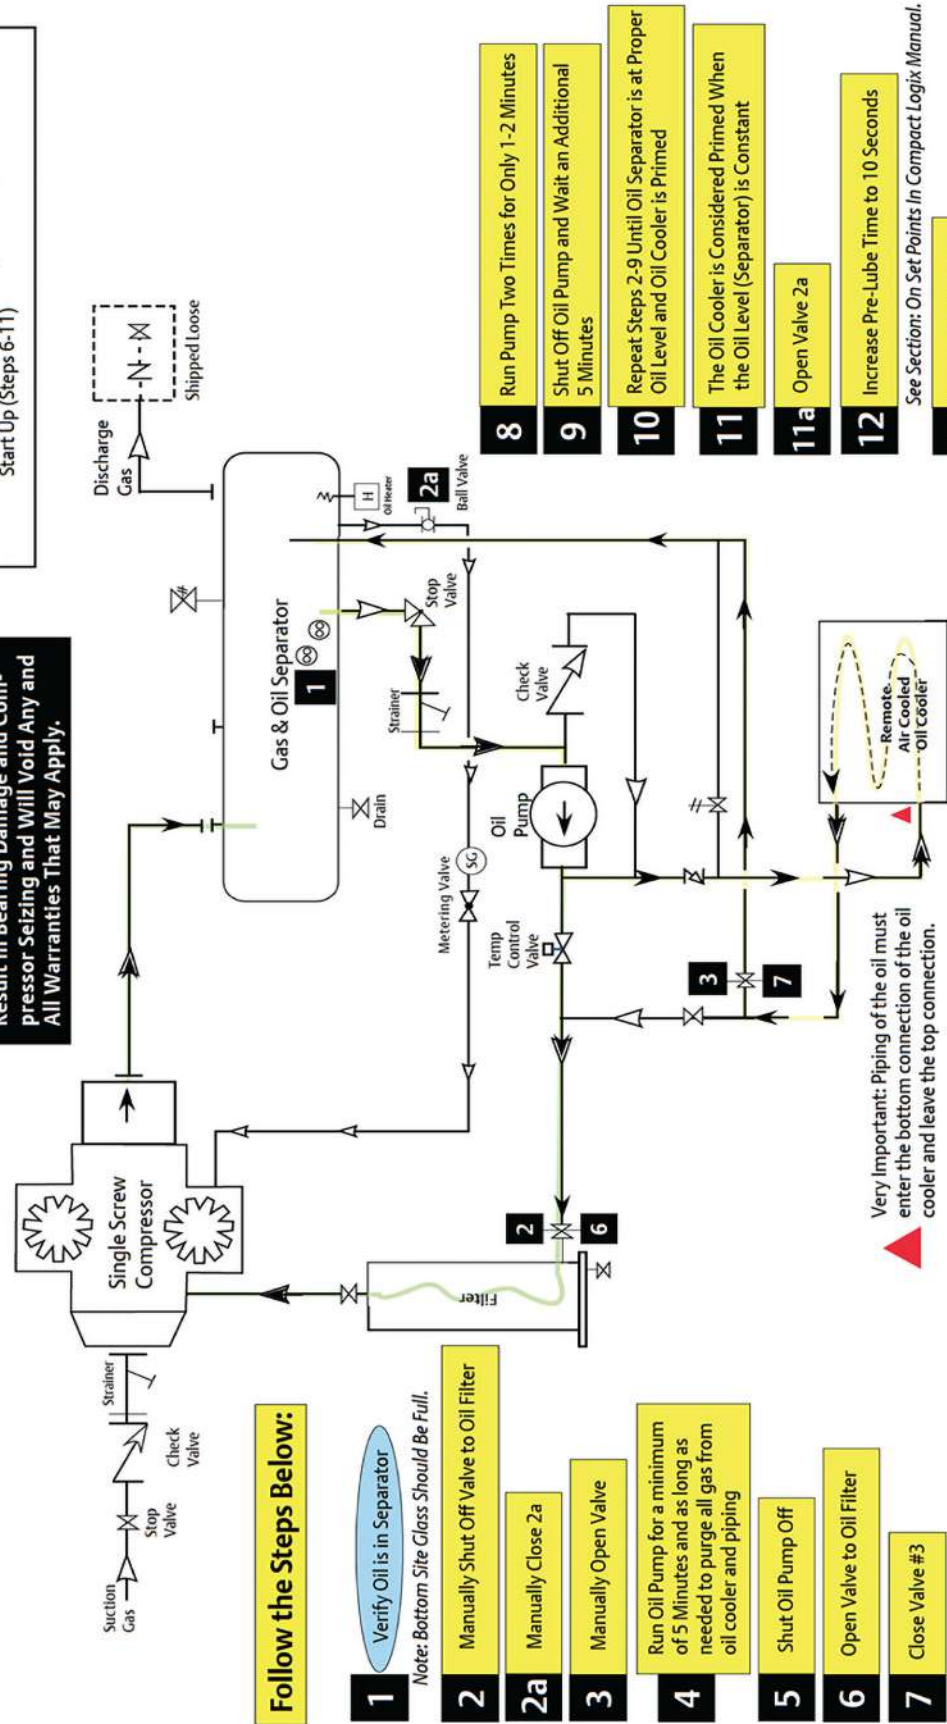 Start Up (Steps 6-11)
Result in Bearing Damage and Com-
pressor Seizing and Will Void Any and
All Warranties That May Apply.
Suction
Gas
Stop
Valve
Check
Valve
Strainer
Single Screw
Compressor
Discharge
Gas
Shipped Loose
Gas & Oil Separator
1
H
Oil Heater
2a
Ball Valve
Drain
Stop
Valve
Strainer
Metering Valve
SG
Check
Valve
Oil
Pump
Temp
Control
Valve
Filter
2
6
3
7
Remote
Air Cooled
Oil Cooler
Very Important: Piping of the oil must
enter the bottom connection of the oil
cooler and leave the top connection.
Follow the Steps Below:
1 Verify Oil is in Separator
Note: Bottom Site Glass Should Be Full.
2 Manually Shut Off Valve to Oil Filter
2a Manually Close 2a
3 Manually Open Valve
4 Run Oil Pump for a minimum
of 5 Minutes and as long as
needed to purge all gas from
oil cooler and piping
5 Shut Oil Pump Off
6 Open Valve to Oil Filter
7 Close Valve #3
8 Run Pump Two Times for Only 1-2 Minutes
9 Shut Off Oil Pump and Wait an Additional
5 Minutes
10 Repeat Steps 2-9 Until Oil Separator is at Proper
Oil Level and Oil Cooler is Primed
11 The Oil Cooler is Considered Primed When
the Oil Level (Separator) is Constant
11a Open Valve 2a
12 Increase Pre-Lube Time to 10 Seconds
See Section: On Set Points In Compact Logix Manual.